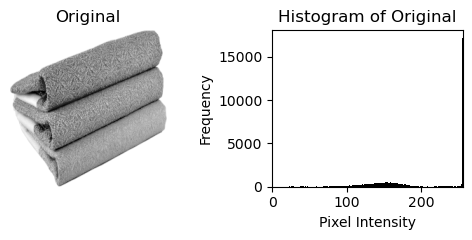 Original
Histogram of Original
15000
10000
5000
0
Frequency
0
100
200
Pixel Intensity